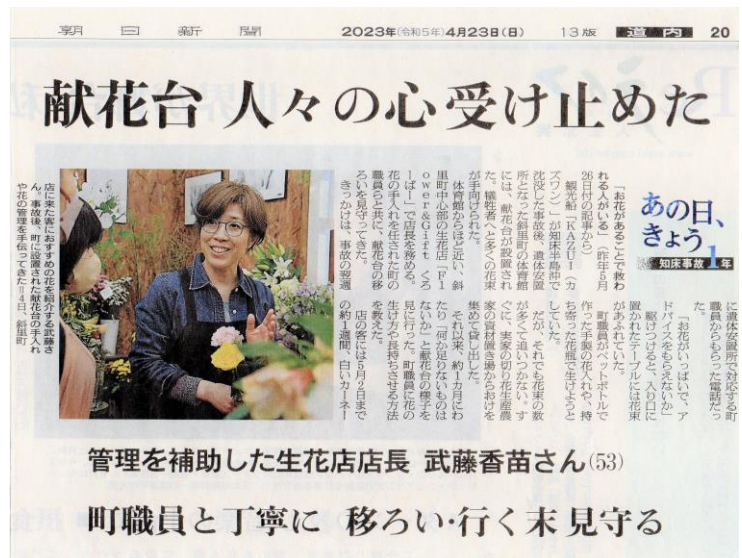 朝日新聞
2023年(令和5年)4月23日(日)
13版
道内
20
献花台 人々の心受け止めた
あの日、
きょう
知床事故1年
「お花があることで救わ
れる人がいる」(昨年5月
26日付の記事から)
観光船「KAZUI(カ
ズワン)」が知床半島沖で
沈没した事故後、遺体安置
所となった斜里町の体育館
には、献花台が設置され
た。犠牲者へと多くの花束
が手向けられた。
体育館からほど近い、斜
里町中心部の生花店「Fl
ower&Gift くろ
ーばー」で店長を務める。
花の手入れを任された町の
職員らと共に、献花台の移
ろいを見守ってきた。
きっかけは、事故の翌週
に遺体安置所で対応する町
職員からもらった電話だっ
た。
「お花がいっぱいで、ア
ドバイスをもらえないか」
駆けつけると、入り口に
置かれたテーブルには花束
があふれていた。
町職員がペットボトルで
作った手製の花入れや、持
ち寄った花瓶で生けようと
していた。
だが、それでも花束の数
が多くて追いつかない。す
ぐに、実家の切り花生産農
家の資材置き場からおけを
集めて貸し出した。
それ以来、約1カ月にわ
たり「何か足りないものは
ないか」と献花台の様子を
見に行った。町職員に花の
生け方や長持ちさせる方法
を教えた。
店の客には5月2日まで
の約1週間、白いカーネー
店に来た客におすすめの花を紹介する武藤さ
ん。事故後、町に設置された献花台の手入れ
や花の管理を手伝ってきた=4日、斜里町
管理を補助した生花店店長 武藤香苗さん(53)
町職員と丁寧に 移ろい・行く末見守る